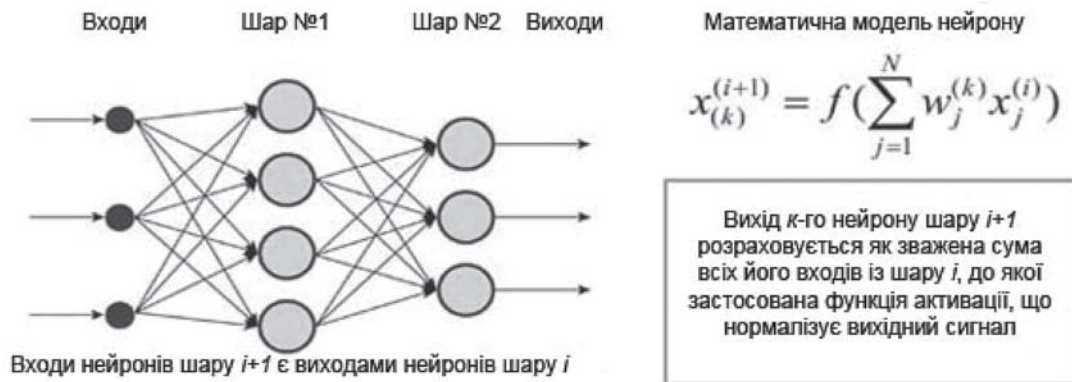 Входи Шар №1 Шар №2 Виходи
Входи нейронів шару i+1 є виходами нейронів шару i
Математична модель нейрону
x_{(k)}^{(i+1)} = f(\sum_{j=1}^{N} w_j^{(k)} x_j^{(i)})
Вихід к-го нейрону шару i+1
розраховується як зважена сума
всіх його входів із шару i, до якої
застосована функція активації, що
нормалізує вихідний сигнал